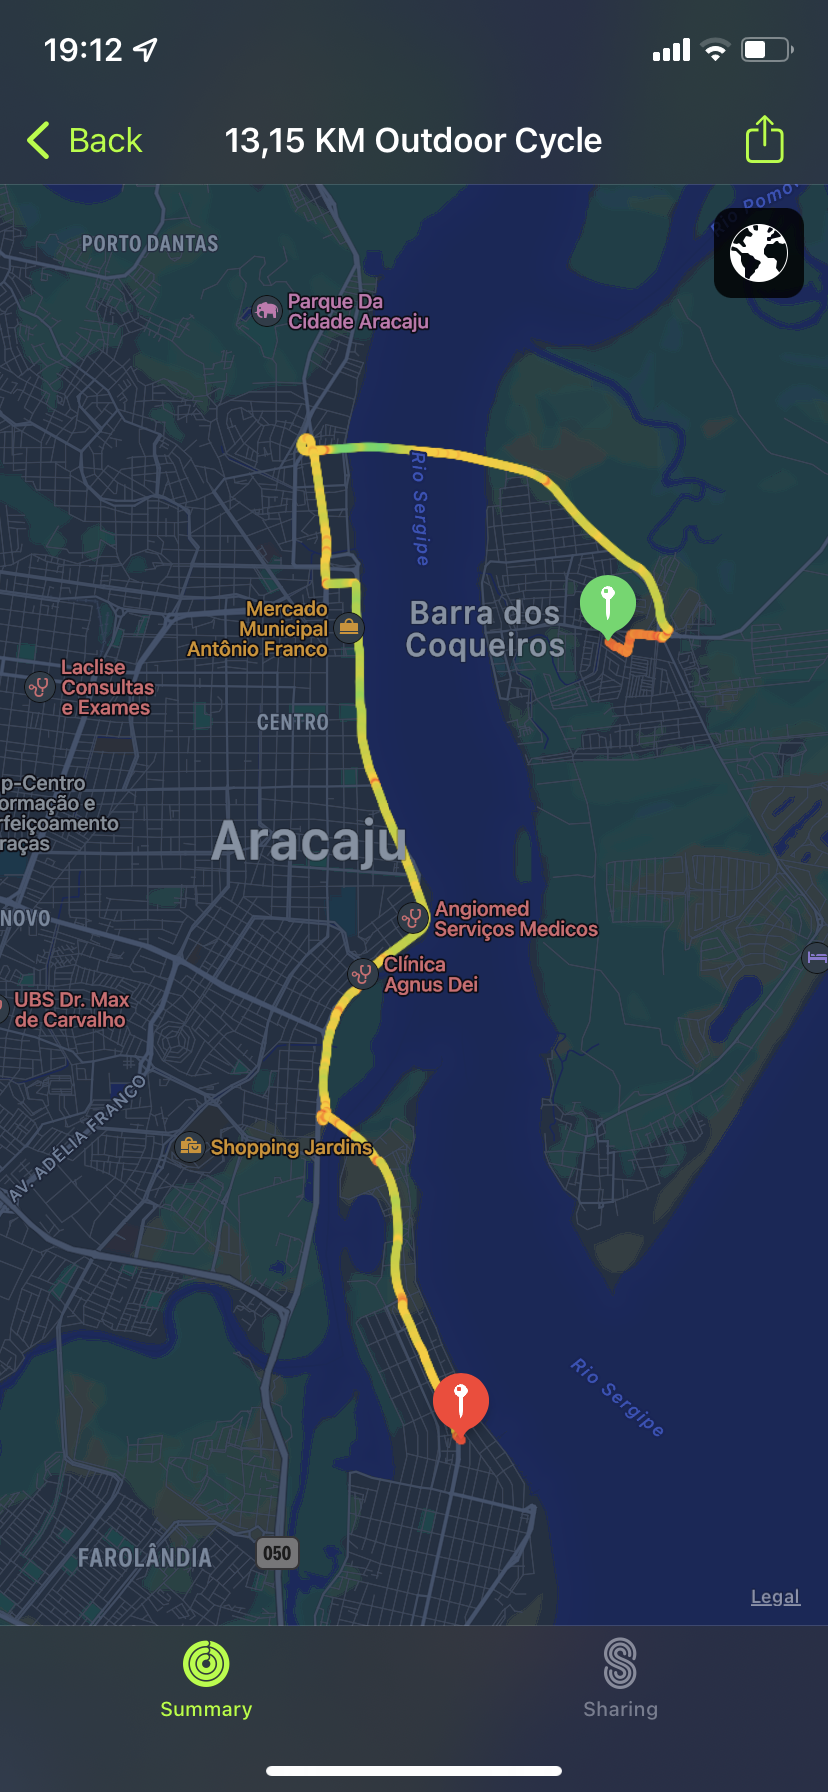 19:12
Back
13,15 KM Outdoor Cycle
PORTO DANTAS
Parque Da
Cidade Aracaju
Rio Sergipe
Barra dos
Coqueiros
Mercado
Municipal
Antônio Franco
Laclise
Consultas
e Exames
CENTRO
p-Centro
ormação e
rfeiçoamento
raças
Aracaju
NOVO
Angiomed
Serviços Medicos
Clínica
Agnus Dei
UBS Dr. Max
de Carvalho
AV. ADÉLIA FRANCO
Shopping Jardins
Rio Sergipe
FAROLÂNDIA
050
Legal
Summary
Sharing